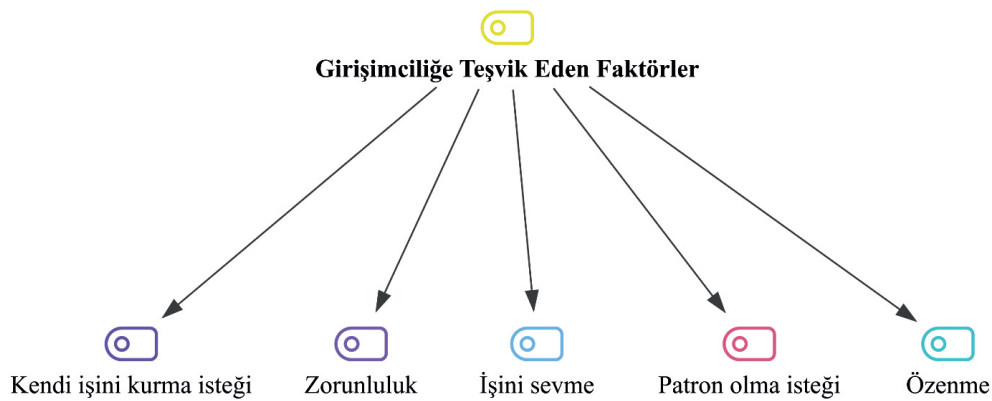 Girişimciliğe Teşvik Eden Faktörler
Kendi işini kurma isteği
Zorunluluk
İşini sevme
Patron olma isteği
Özenme